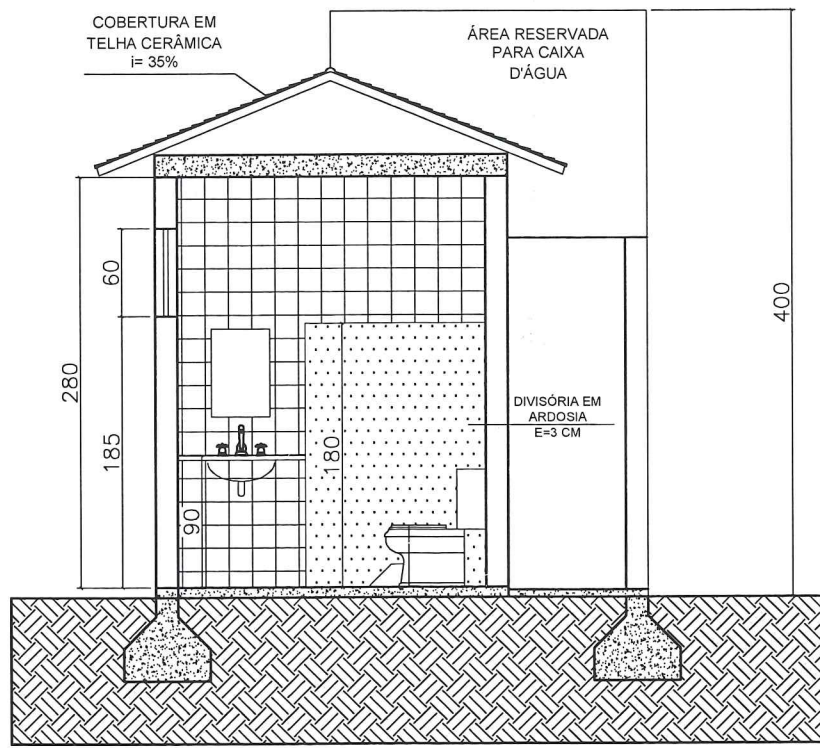 COBERTURA EM
TELHA CERÂMICA
i= 35%
ÁREA RESERVADA
PARA CAIXA
D'ÁGUA
60
280
185
90
180
DIVISÓRIA EM
ARDOSIA
E=3 CM
400